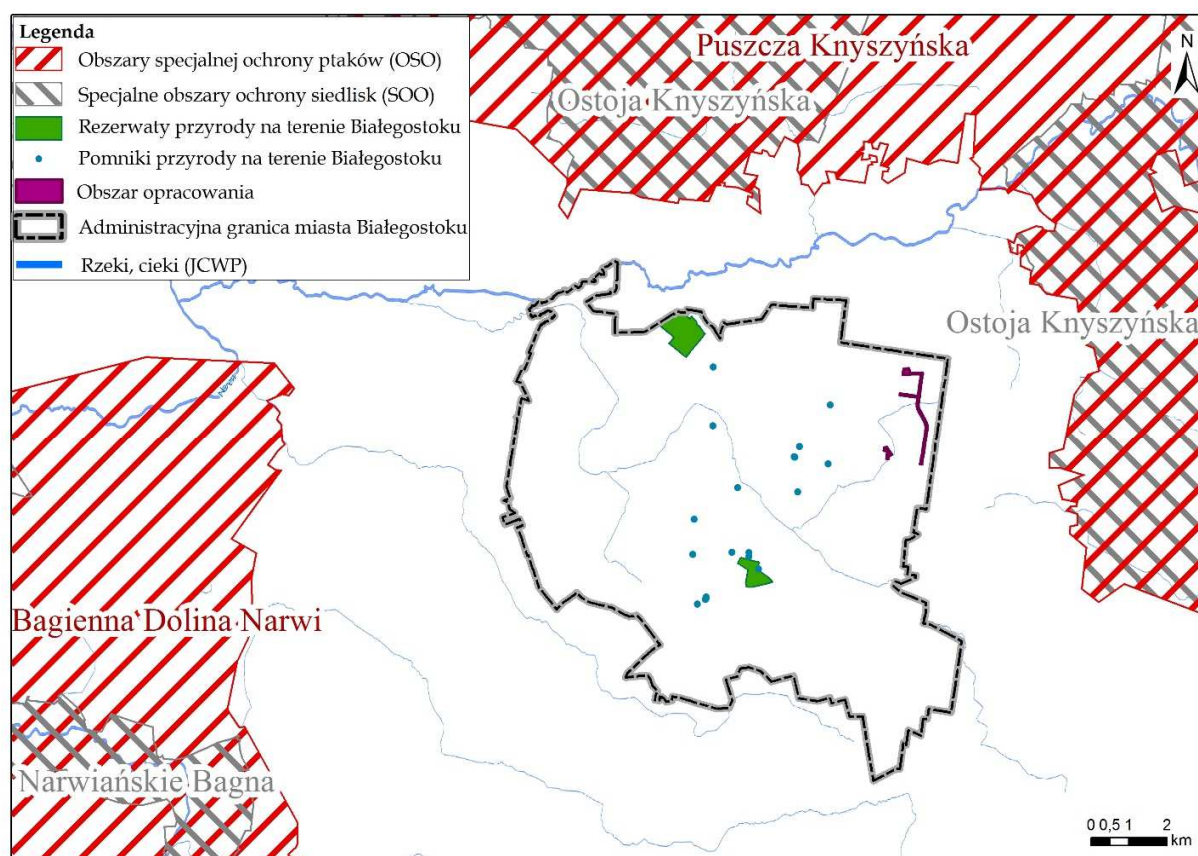 Legenda
Obszary specjalnej ochrony ptaków (OSO)
Specjalne obszary ochrony siedlisk (SOO)
Rezerwaty przyrody na terenie Białegostoku
Pomniki przyrody na terenie Białegostoku
Obszar opracowania
Administracyjna granica miasta Białegostoku
Rzeki, cieki (JCWP)
Puszcza Knyszyńska
N
Ostoja Knyszyńska
Ostoja Knyszyńska
Narew
Bagienna Dolina Narwi
Narwiańskie Bagna
0 0,5 1 2
km